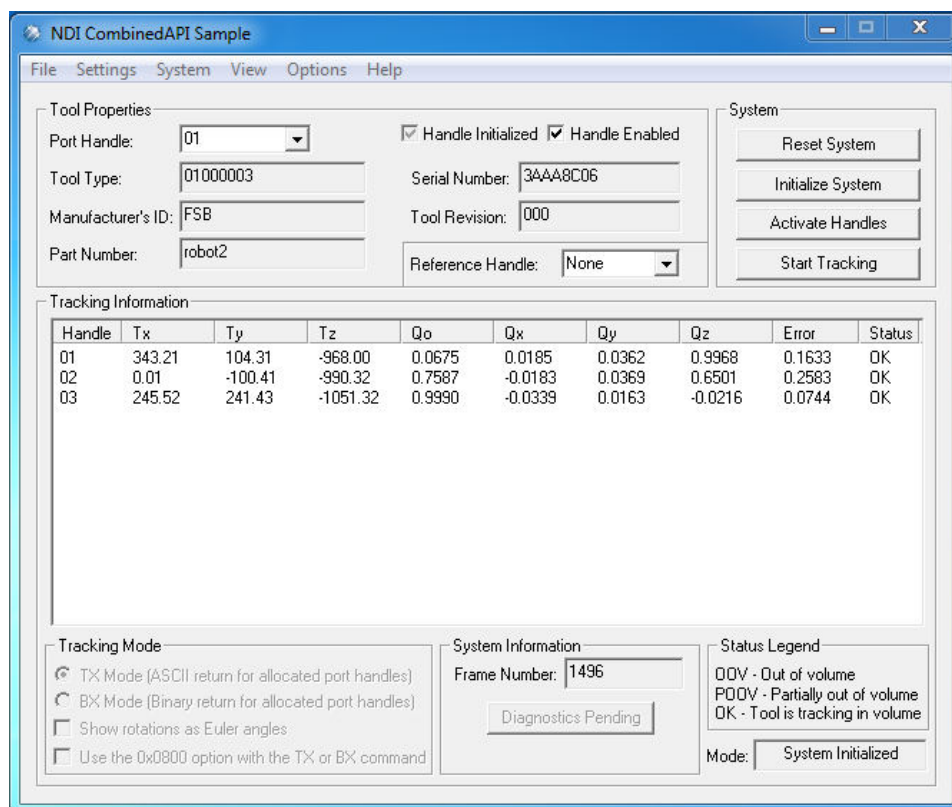 NDI CombinedAPI Sample
File Settings System View Options Help
Tool Properties
Port Handle: 01
Handle Initialized Handle Enabled
Tool Type: 01000003
Serial Number: 3AAA8C06
Manufacturer's ID: FSB
Tool Revision: 000
Part Number: robot2
Reference Handle: None
System
Reset System
Initialize System
Activate Handles
Start Tracking
Tracking Information
Handle Tx Ty Tz Qo Qx Qy Qz Error Status
01 343.21 104.31 -968.00 0.0675 0.0185 0.0362 0.9968 0.1633 OK
02 0.01 -100.41 -990.32 0.7587 -0.0183 0.0369 0.6501 0.2583 OK
03 245.52 241.43 -1051.32 0.9990 -0.0339 0.0163 -0.0216 0.0744 OK
Tracking Mode
TX Mode (ASCII return for allocated port handles)
BX Mode (Binary return for allocated port handles)
Show rotations as Euler angles
Use the 0x0800 option with the TX or BX command
System Information
Frame Number: 1496
Diagnostics Pending
Status Legend
OOV - Out of volume
POOV - Partially out of volume
OK - Tool is tracking in volume
Mode: System Initialized